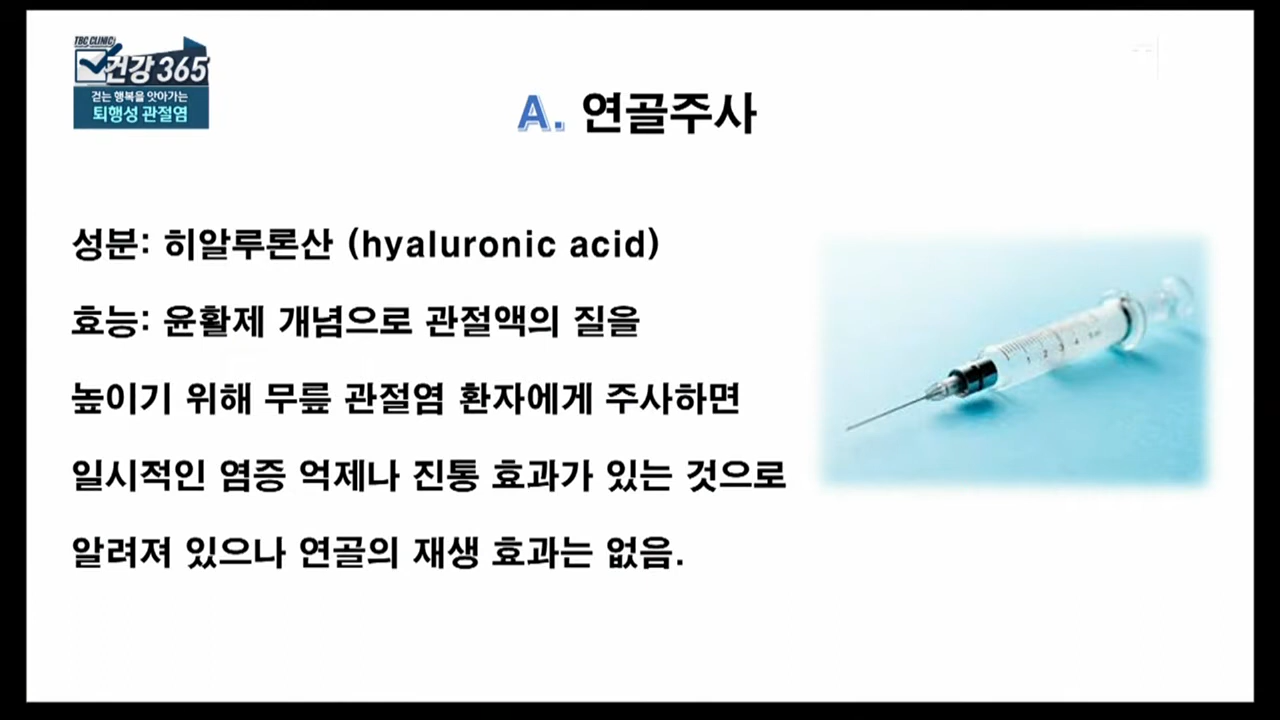 TBC CLINIC
건강 365
걷는 행복을 앗아가는
퇴행성 관절염
A. 연골주사
성분: 히알루론산 (hyaluronic acid)
효능: 윤활제 개념으로 관절액의 질을
높이기 위해 무릎 관절염 환자에게 주사하면
일시적인 염증 억제나 진통 효과가 있는 것으로
알려져 있으나 연골의 재생 효과는 없음.
1 2 3 4